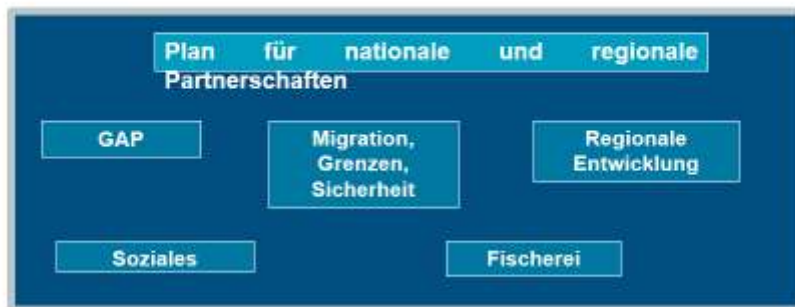 Plan für nationale und regionale
Partnerschaften
GAP
Migration,
Grenzen,
Sicherheit
Regionale
Entwicklung
Soziales
Fischerei